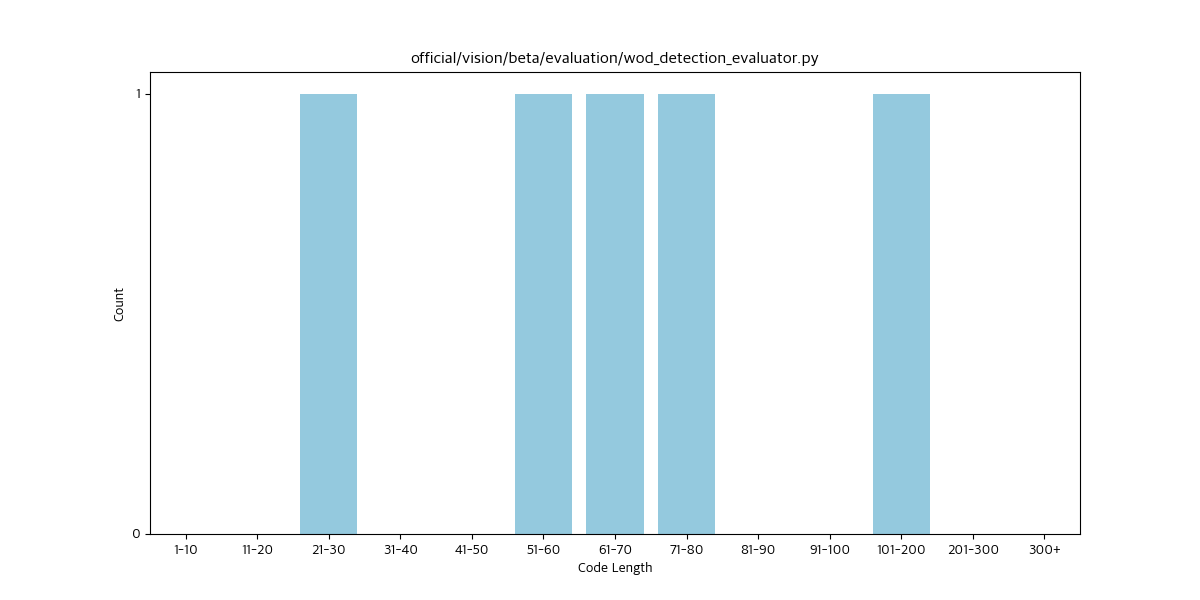 official/vision/beta/evaluation/wod_detection_evaluator.py
1
Count
0
1-10 11-20 21-30 31-40 41-50 51-60 61-70 71-80 81-90 91-100 101-200 201-300 300+
Code Length